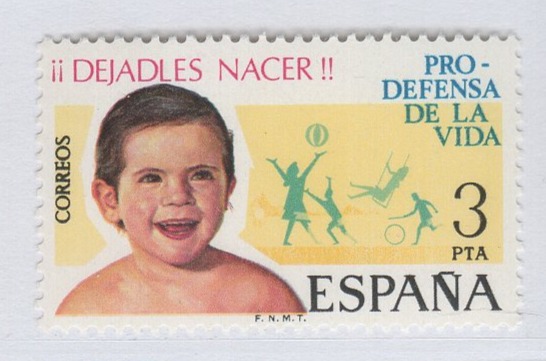 ¡¡ DEJADLES NACER !!
PRO-
DEFENSA
DE LA
VIDA
CORREOS
3
PTA
ESPAÑA
F. N. M. T.